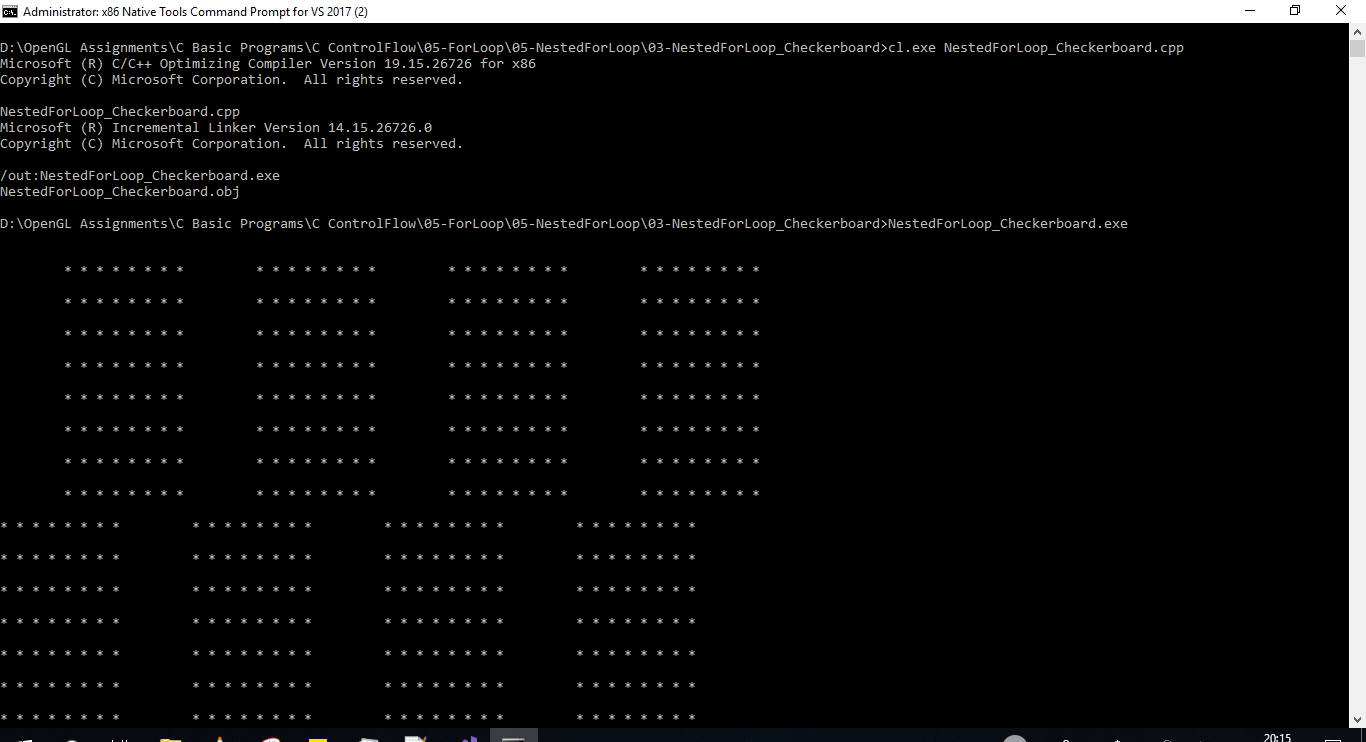 Administrator: x86 Native Tools Command Prompt for VS 2017 (2)
D:\OpenGL Assignments\C Basic Programs\C ControlFlow\05-ForLoop\05-NestedForLoop\03-NestedForLoop_Checkerboard>cl.exe NestedForLoop_Checkerboard.cpp
Microsoft (R) C/C++ Optimizing Compiler Version 19.15.26726 for x86
Copyright (C) Microsoft Corporation.  All rights reserved.
NestedForLoop_Checkerboard.cpp
Microsoft (R) Incremental Linker Version 14.15.26726.0
Copyright (C) Microsoft Corporation.  All rights reserved.
/out:NestedForLoop_Checkerboard.exe
NestedForLoop_Checkerboard.obj
D:\OpenGL Assignments\C Basic Programs\C ControlFlow\05-ForLoop\05-NestedForLoop\03-NestedForLoop_Checkerboard>NestedForLoop_Checkerboard.exe
        * * * * * * * *         * * * * * * * *         * * * * * * * *         * * * * * * * *
        * * * * * * * *         * * * * * * * *         * * * * * * * *         * * * * * * * *
        * * * * * * * *         * * * * * * * *         * * * * * * * *         * * * * * * * *
        * * * * * * * *         * * * * * * * *         * * * * * * * *         * * * * * * * *
        * * * * * * * *         * * * * * * * *         * * * * * * * *         * * * * * * * *
        * * * * * * * *         * * * * * * * *         * * * * * * * *         * * * * * * * *
        * * * * * * * *         * * * * * * * *         * * * * * * * *         * * * * * * * *
        * * * * * * * *         * * * * * * * *         * * * * * * * *         * * * * * * * *
* * * * * * * *         * * * * * * * *         * * * * * * * *         * * * * * * * *
* * * * * * * *         * * * * * * * *         * * * * * * * *         * * * * * * * *
* * * * * * * *         * * * * * * * *         * * * * * * * *         * * * * * * * *
* * * * * * * *         * * * * * * * *         * * * * * * * *         * * * * * * * *
* * * * * * * *         * * * * * * * *         * * * * * * * *         * * * * * * * *
* * * * * * * *         * * * * * * * *         * * * * * * * *         * * * * * * * *
* * * * * * * *         * * * * * * * *         * * * * * * * *         * * * * * * * *
20:15